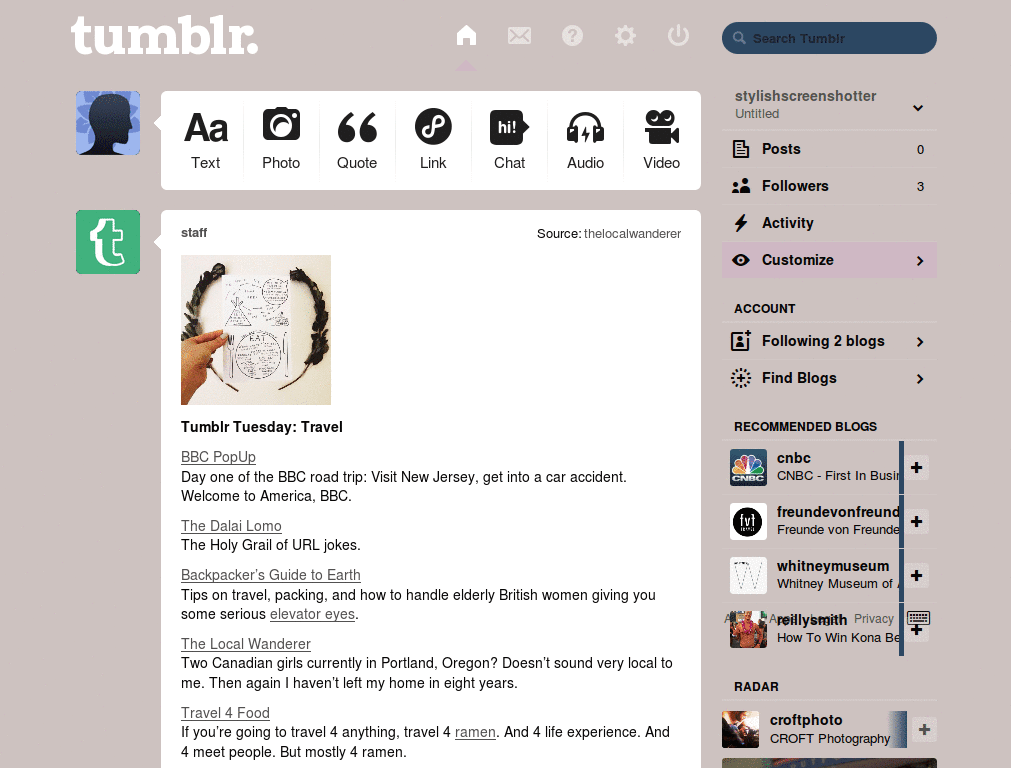 tumblr.
Search Tumblr
Aa
hi!
Text
Photo
Quote
Link
Chat
Audio
Video
staff
Source: thelocalwanderer
EAT
Tumblr Tuesday: Travel
BBC PopUp
Day one of the BBC road trip: Visit New Jersey, get into a car accident.
Welcome to America, BBC.
The Dalai Lomo
The Holy Grail of URL jokes.
Backpacker’s Guide to Earth
Tips on travel, packing, and how to handle elderly British women giving you
some serious elevator eyes.
The Local Wanderer
Two Canadian girls currently in Portland, Oregon? Doesn’t sound very local to
me. Then again I haven’t left my home in eight years.
Travel 4 Food
If you’re going to travel 4 anything, travel 4 ramen. And 4 life experience. And
4 meet people. But mostly 4 ramen.
stylishscreenshotter
Untitled
Posts 0
Followers 3
Activity
Customize
ACCOUNT
Following 2 blogs
Find Blogs
RECOMMENDED BLOGS
CNBC
cnbc
CNBC - First In Busi
fvf
freundevonfreund
Freunde von Freunde
W
whitneymuseum
Whitney Museum of
reillysmith
Privacy
How To Win Kona Be
RADAR
croftphoto
CROFT Photography